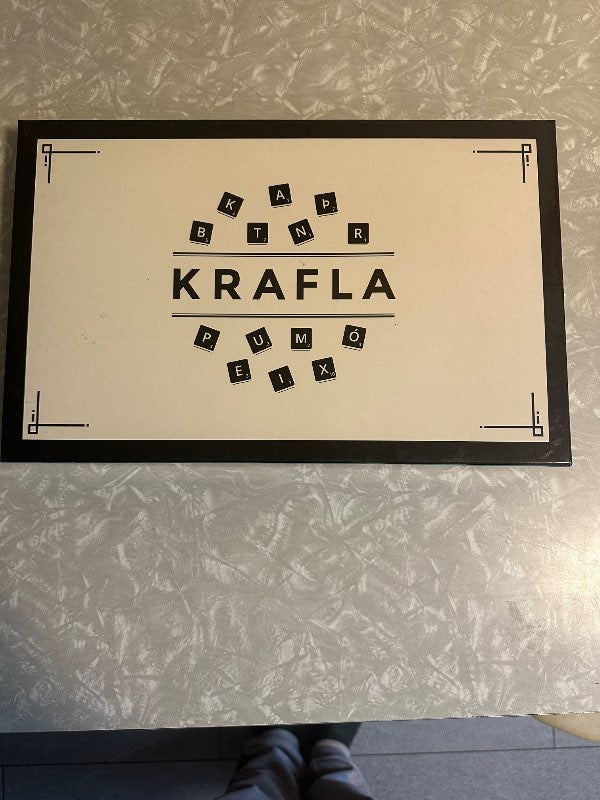 K A Þ
B T N R
KRAFLA
P U M Ó
E I X